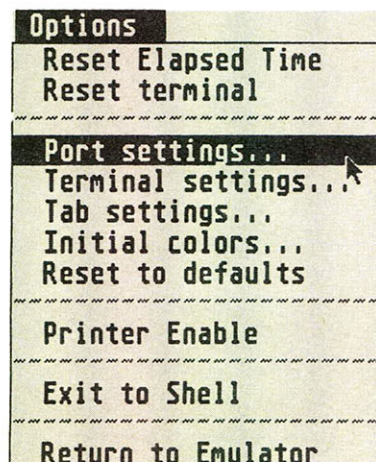 Options
Reset Elapsed Time
Reset terminal
Port settings...
Terminal settings...
Tab settings...
Initial colors...
Reset to defaults
Printer Enable
Exit to Shell
Return to Emulator